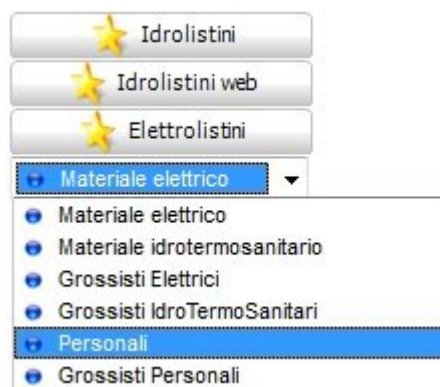 Idrolistini
Idrolistini web
Elettrolistini
Materiale elettrico
Materiale elettrico
Materiale idrotermosanitario
Grossisti Elettrici
Grossisti IdroTermoSanitari
Personali
Grossisti Personali